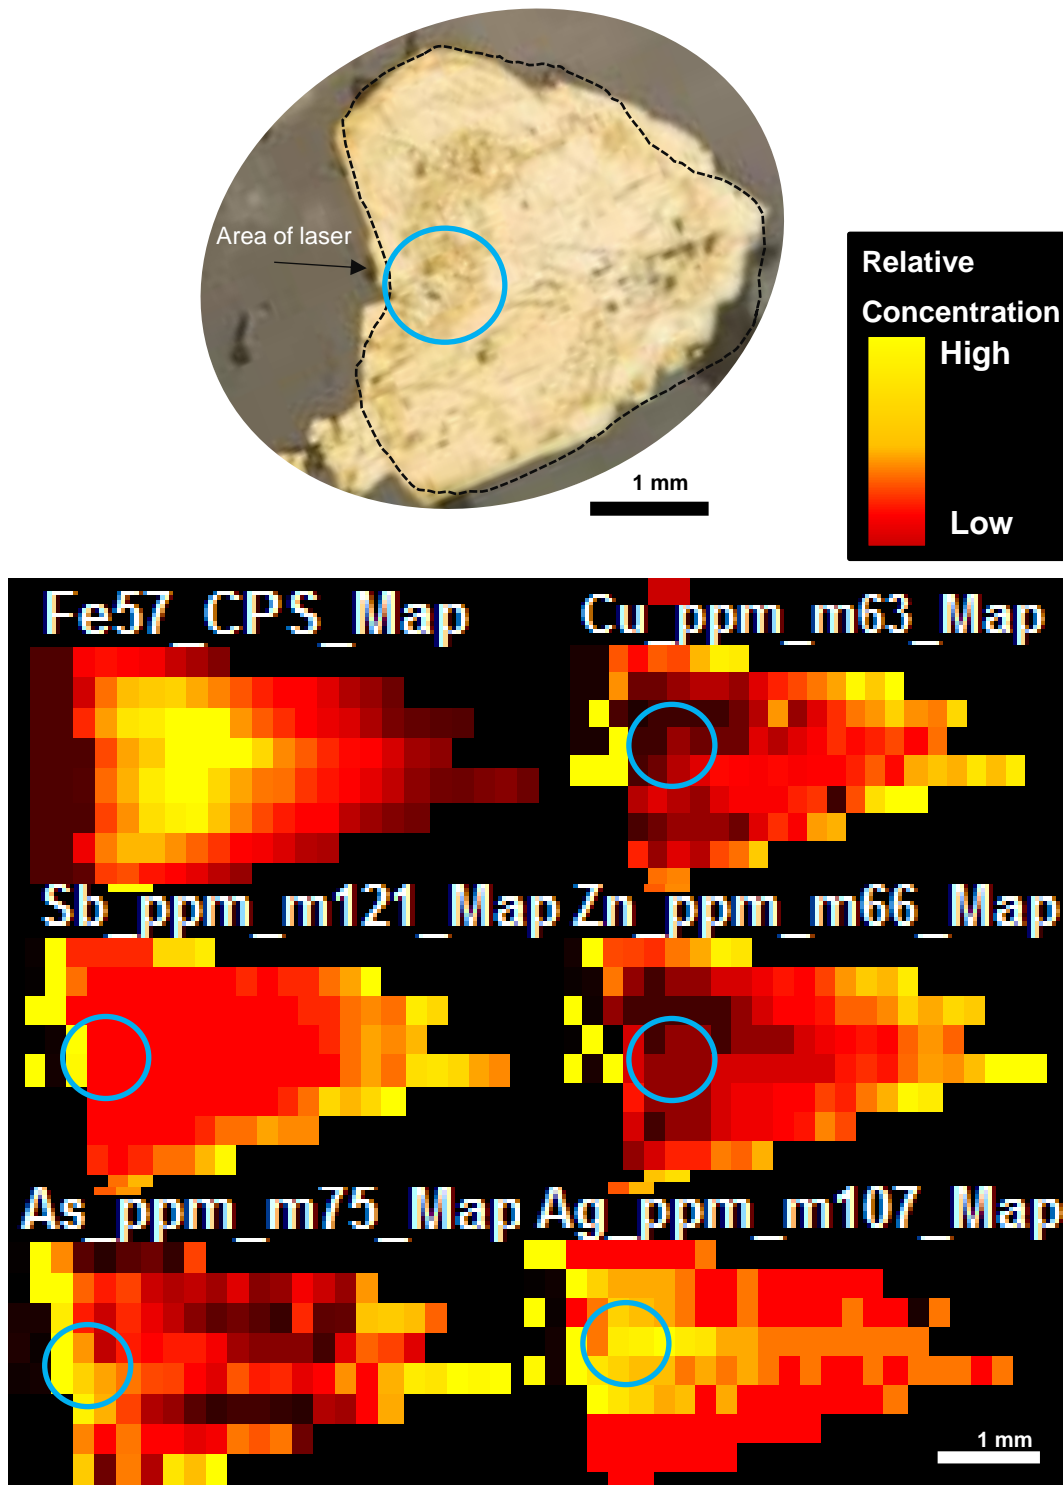 Area of laser
1 mm
Relative
Concentration
High
Low
Fe57_CPS_Map
Cu_ppm_m63_Map
Sb_ppm_m121_Map
Zn_ppm_m66_Map
As_ppm_m75_Map
Ag_ppm_m107_Map
1 mm